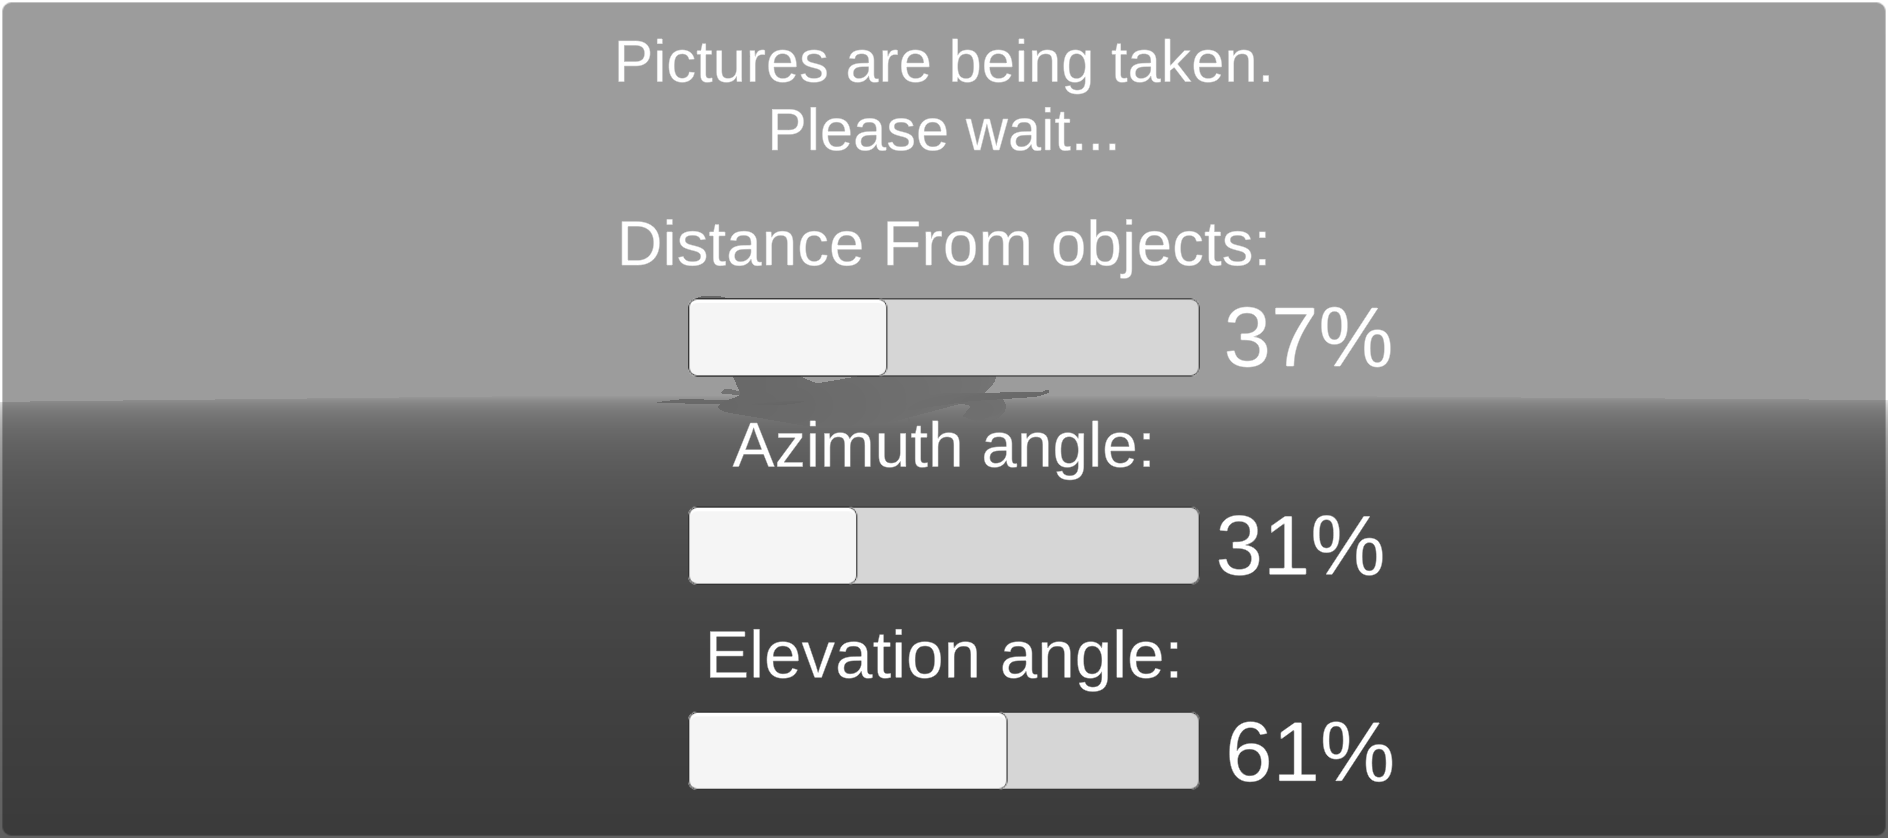 Pictures are being taken.
Please wait...
Distance From objects:
37%
Azimuth angle:
31%
Elevation angle:
61%